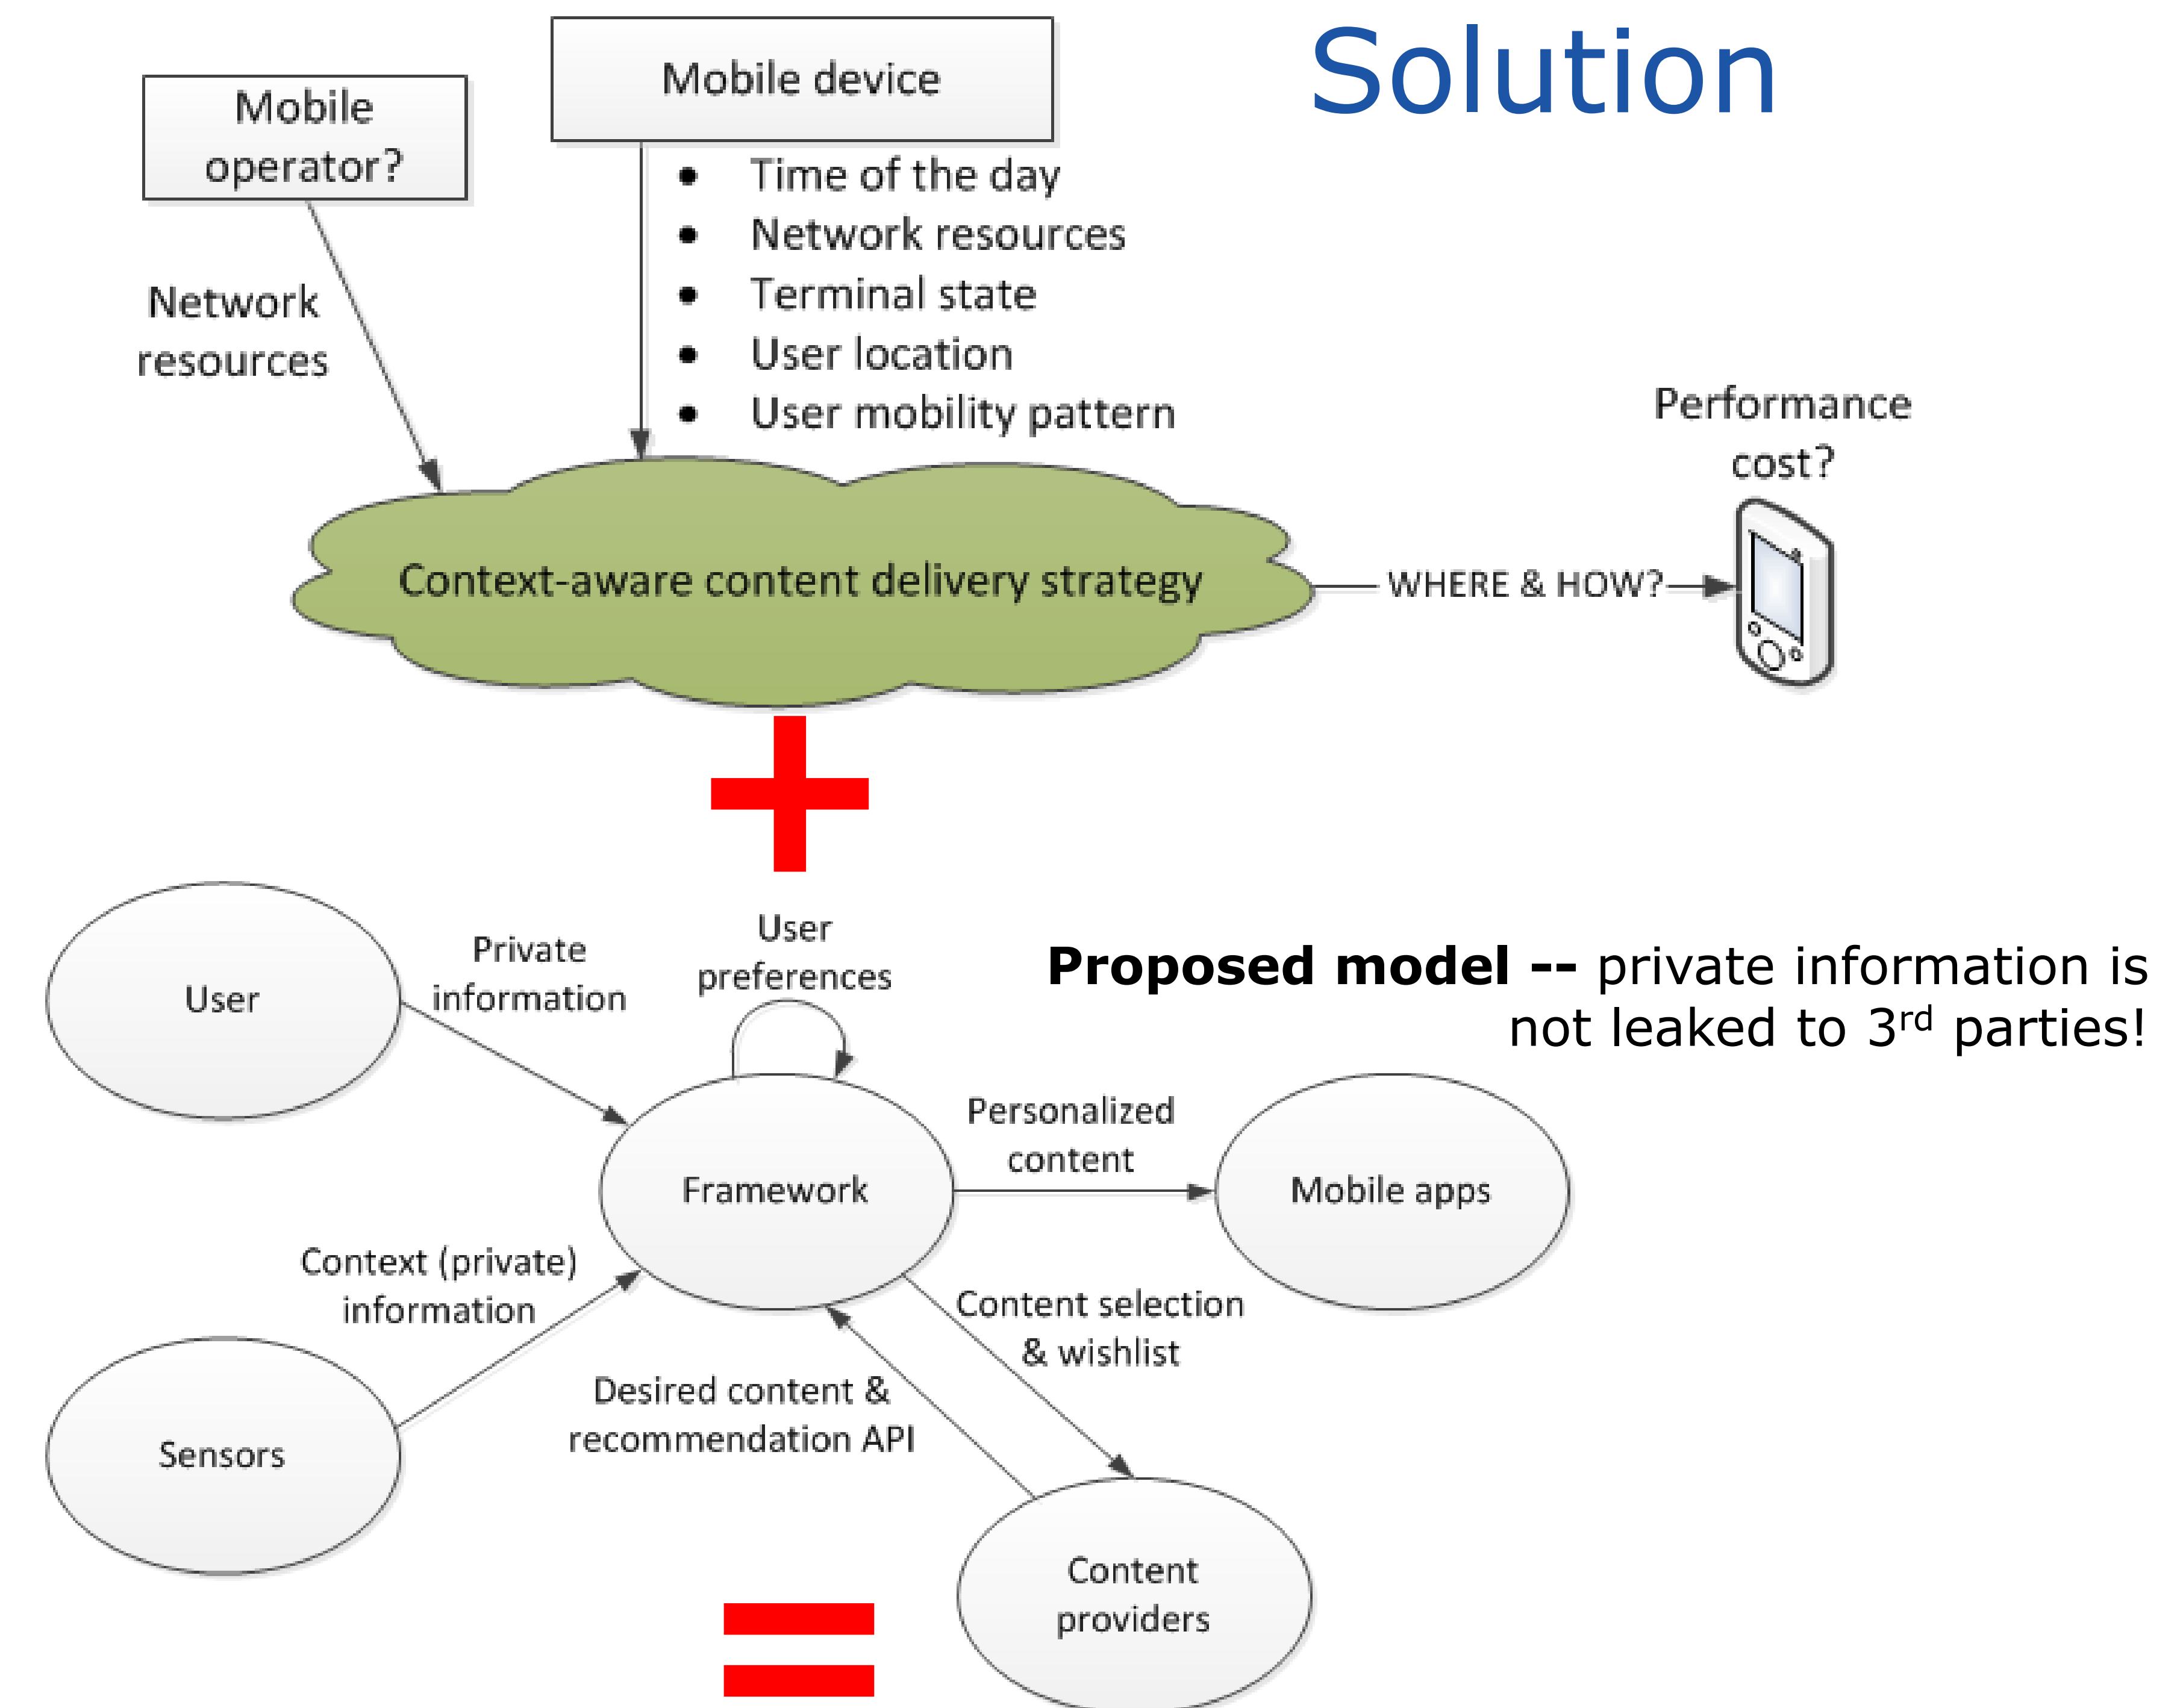 Solution
Mobile
operator?
Mobile device
• Time of the day
• Network resources
• Terminal state
• User location
• User mobility pattern
Network
resources
Performance
cost?
Context-aware content delivery strategy
WHERE & HOW?
User
Private
information
User
preferences
Proposed model -- private information is
not leaked to 3rd parties!
Framework
Personalized
content
Mobile apps
Context (private)
information
Content selection
& wishlist
Desired content &
recommendation API
Sensors
Content
providers